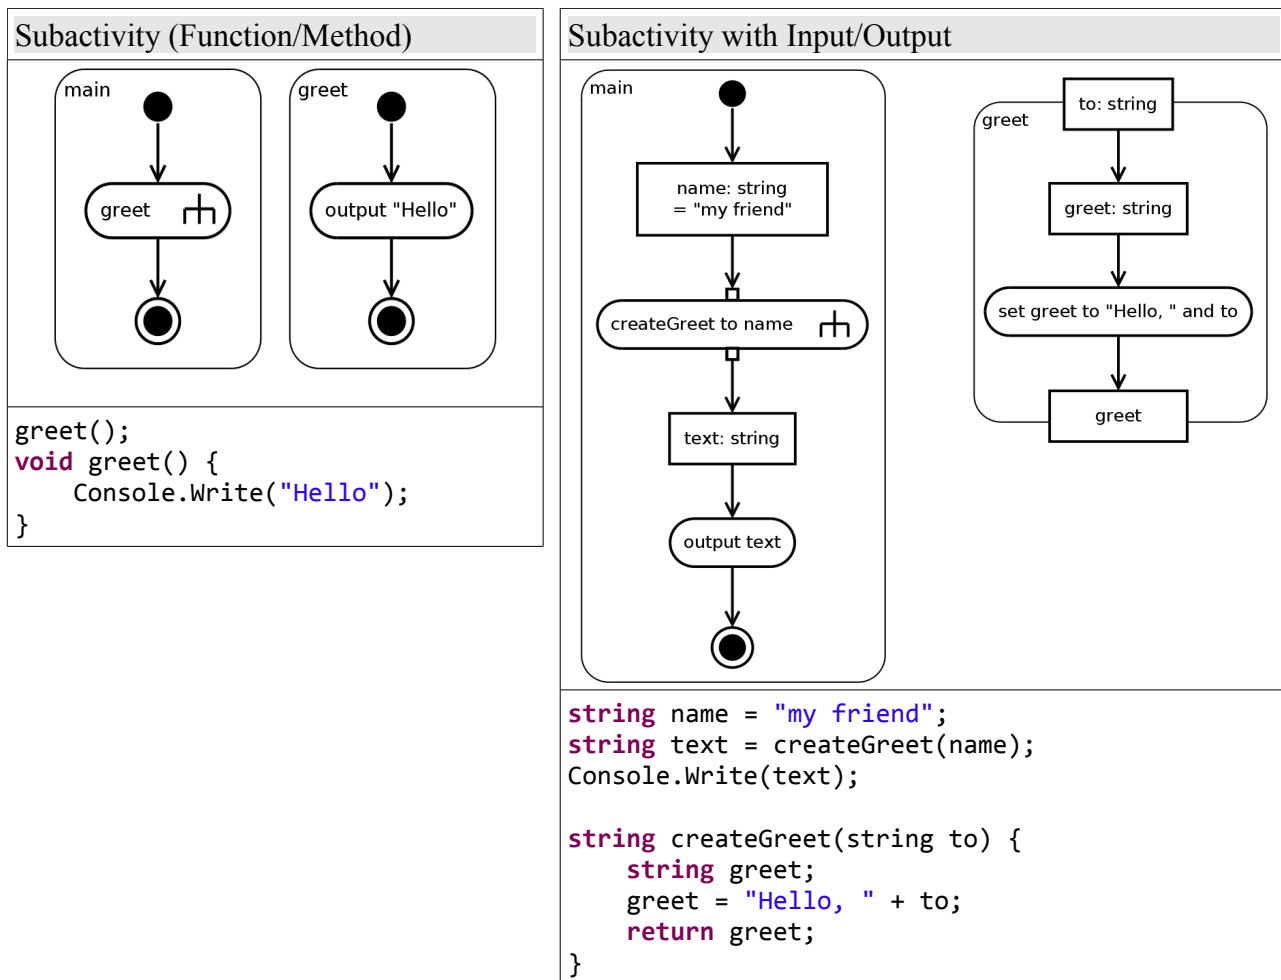 Subactivity (Function/Method)
main
greet
greet
output "Hello"
greet();
void greet() {
    Console.Write("Hello");
}
Subactivity with Input/Output
main
name: string
= "my friend"
createGreet to name
text: string
output text
to: string
greet
greet: string
set greet to "Hello, " and to
greet
string name = "my friend";
string text = createGreet(name);
Console.Write(text);
string createGreet(string to) {
    string greet;
    greet = "Hello, " + to;
    return greet;
}